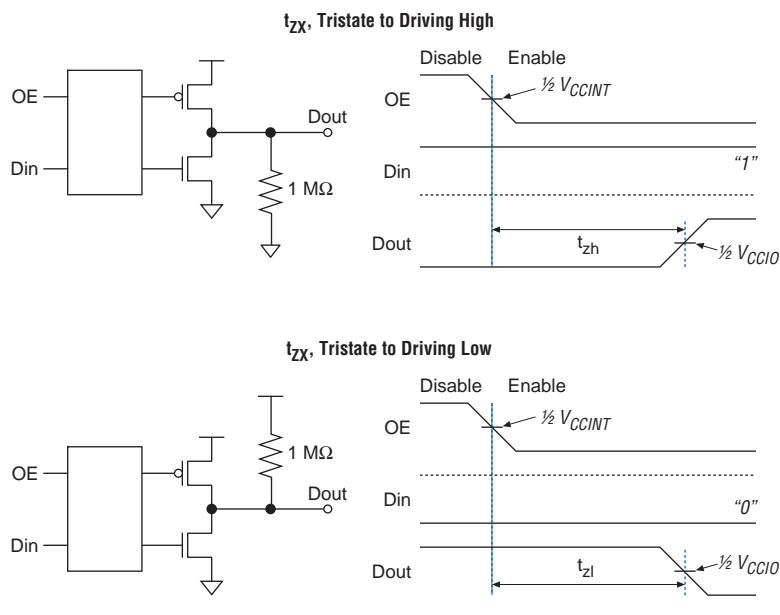 tZX, Tristate to Driving High
Disable Enable
OE
Din
Dout
1 MΩ
OE
½ VCCINT
Din
"1"
Dout
tzh
½ VCCIO
tZX, Tristate to Driving Low
Disable Enable
1 MΩ
OE
Din
Dout
OE
½ VCCINT
Din
"0"
Dout
tzl
½ VCCIO